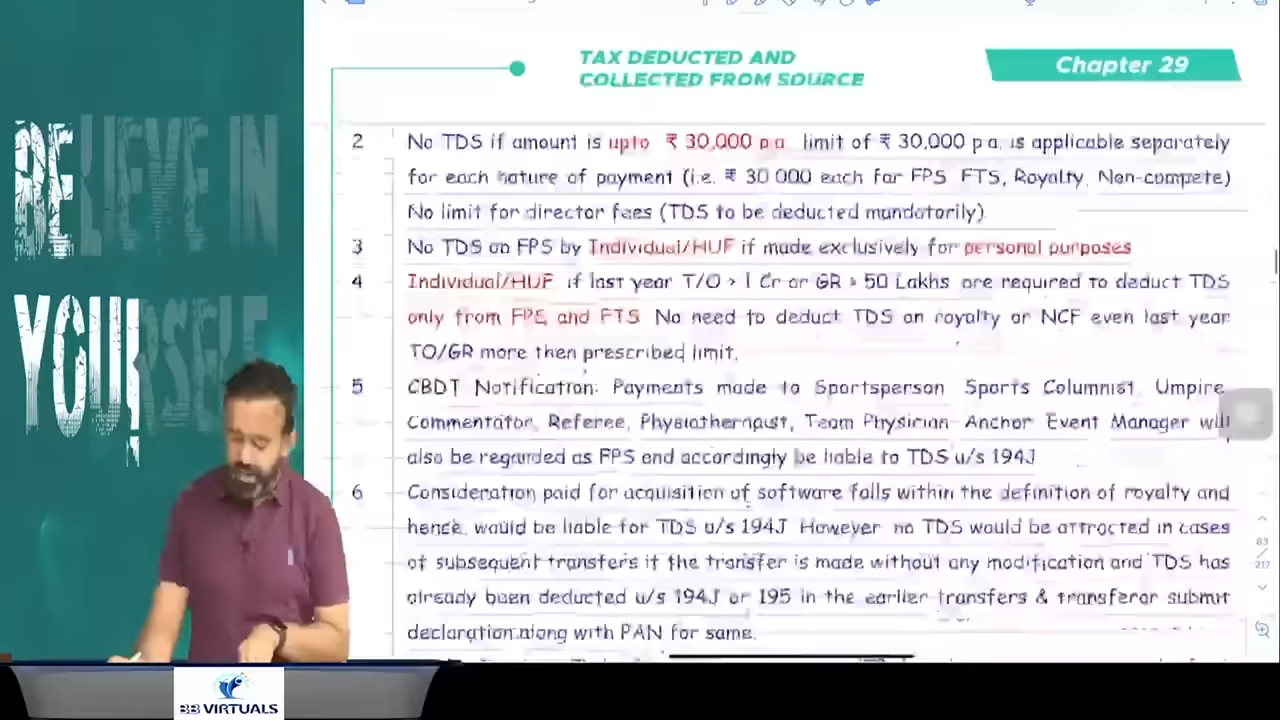 BELIEVE IN
YOURSELF
TAX DEDUCTED AND
COLLECTED FROM SOURCE
Chapter 29
2 No TDS if amount is upto ₹ 30,000 p a limit of ₹ 30,000 p a. is applicable separately
for each nature of payment (i.e. ₹ 30 000 each for FPS FTS, Royalty, Non-compete)
No limit for director fees (TDS to be deducted mandatorily)
3 No TDS on FPS by Individual/HUF if made exclusively for personal purposes
4 Individual/HUF if last year T/O > 1 Cr or GR > 50 Lakhs are required to deduct TDS
only from FPS and FTS No need to deduct TDS on royalty or NCF even last year
TO/GR more then prescribed limit.
5 CBDT Notification: Payments made to Sportsperson Sports Columnist, Umpire,
Commentator, Referee, Physiotherapist, Team Physician Anchor Event Manager will
also be regarded as FPS and accordingly be liable to TDS u/s 194J
6 Consideration paid for acquisition of software falls within the definition of royalty and
hence, would be liable for TDS u/s 194J However no TDS would be attracted in cases
of subsequent transfers if the transfer is made without any modification and TDS has
already been deducted u/s 194J or 195 in the earlier transfers & transferor submit
declaration along with PAN for same.
83
217
BB VIRTUALS